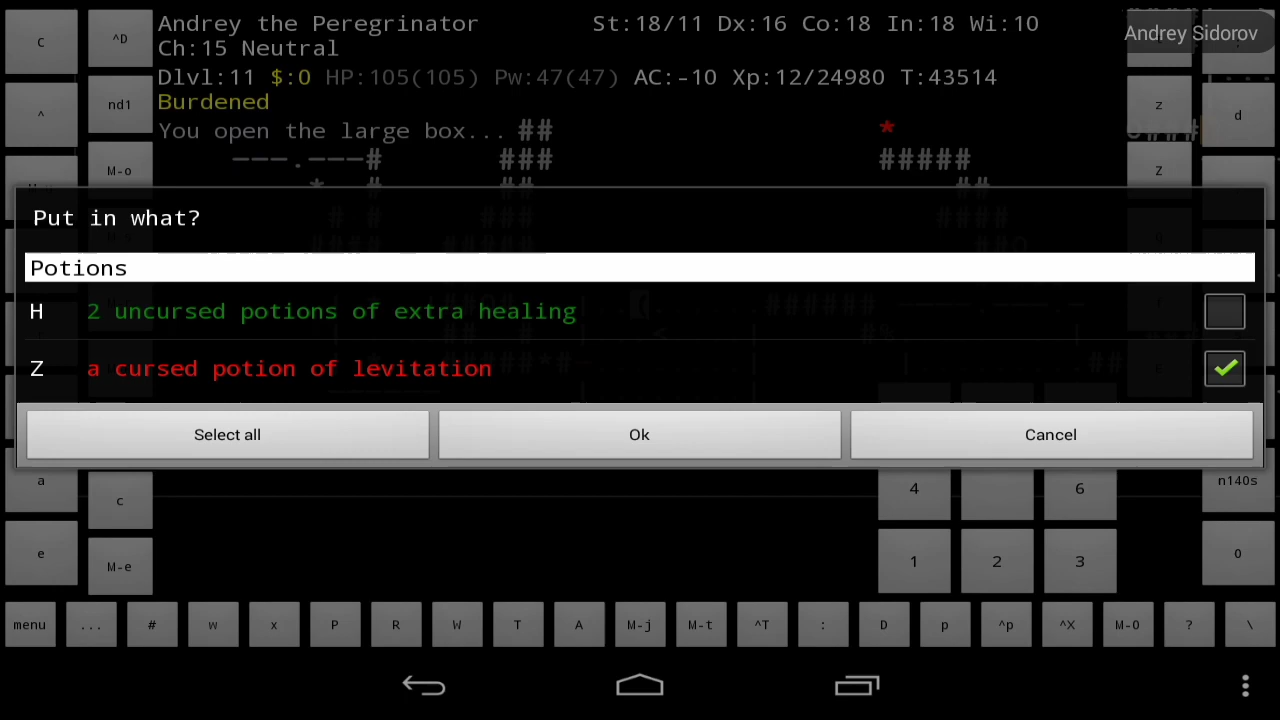 Andrey the Peregrinator St:18/11 Dx:16 Co:18 In:18 Wi:10
Ch:15 Neutral
Dlvl:11 $:0 HP:105(105) Pw:47(47) AC:-10 Xp:12/24980 T:43514
Burdened
You open the large box...
Andrey Sidorov
c
^D
^
nd1
M-o
z
d
Z
Put in what?
Potions
H 2 uncursed potions of extra healing
Z a cursed potion of levitation
Select all Ok Cancel
a
c
4
6
n140s
e
M-e
1
2
3
0
menu ... # w x P R W T A M-j M-t ^T : D p ^p ^X M-O ? \